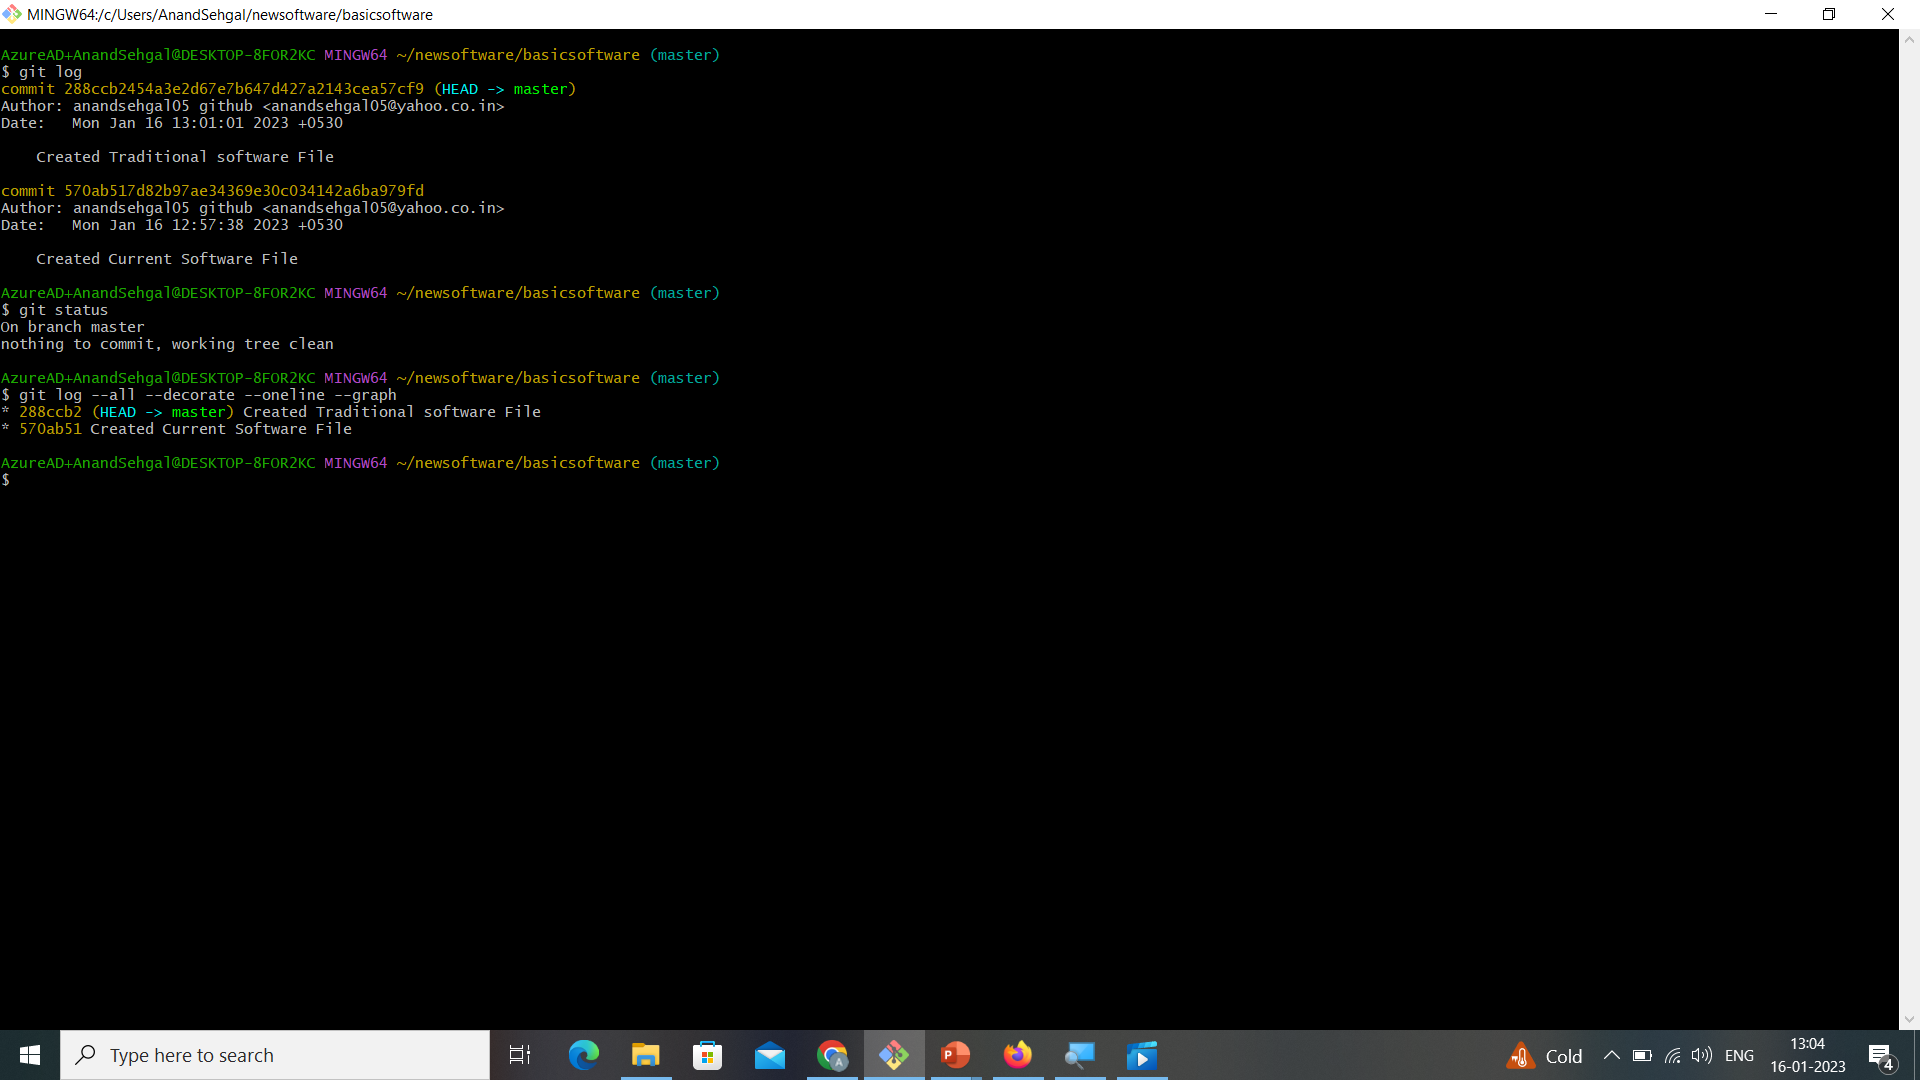 MINGW64:/c/Users/AnandSehgal/newsoftware/basicsoftware
AzureAD+AnandSehgal@DESKTOP-8FOR2KC MINGW64 ~/newsoftware/basicsoftware (master)
$ git log
commit 288ccb2454a3e2d67e7b647d427a2143cea57cf9 (HEAD -> master)
Author: anandsehgal05 github <anandsehgal05@yahoo.co.in>
Date:   Mon Jan 16 13:01:01 2023 +0530
Created Traditional software File
commit 570ab517d82b97ae34369e30c034142a6ba979fd
Author: anandsehgal05 github <anandsehgal05@yahoo.co.in>
Date:   Mon Jan 16 12:57:38 2023 +0530
Created Current Software File
AzureAD+AnandSehgal@DESKTOP-8FOR2KC MINGW64 ~/newsoftware/basicsoftware (master)
$ git status
On branch master
nothing to commit, working tree clean
AzureAD+AnandSehgal@DESKTOP-8FOR2KC MINGW64 ~/newsoftware/basicsoftware (master)
$ git log --all --decorate --oneline --graph
* 288ccb2 (HEAD -> master) Created Traditional software File
* 570ab51 Created Current Software File
AzureAD+AnandSehgal@DESKTOP-8FOR2KC MINGW64 ~/newsoftware/basicsoftware (master)
$
Type here to search
A
P
Cold
ENG
13:04
16-01-2023
4